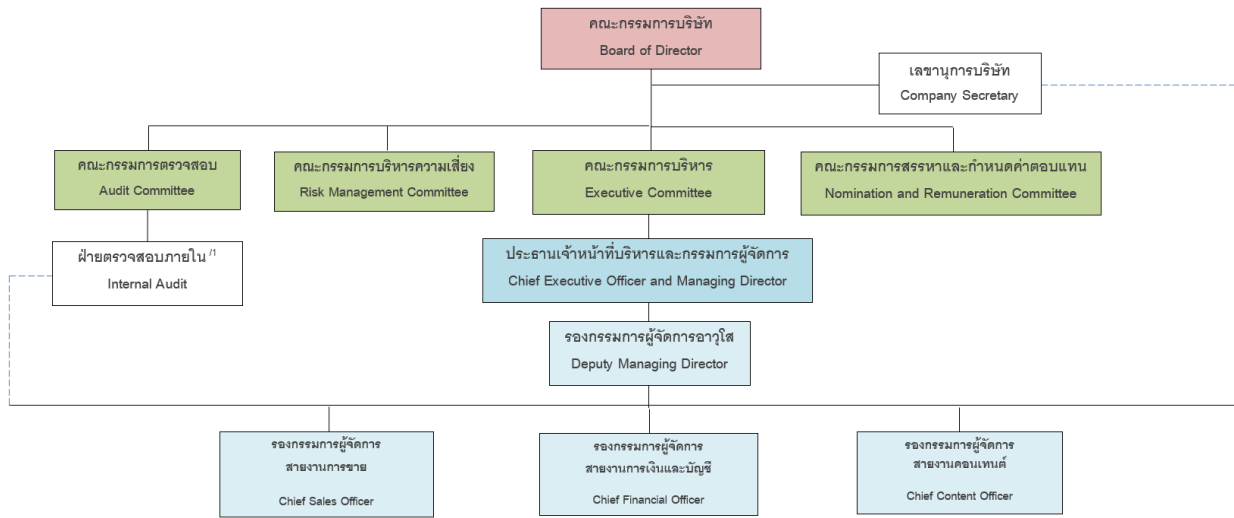 คณะกรรมการบริษัท
Board of Director
เลขานุการบริษัท
Company Secretary
คณะกรรมการตรวจสอบ
Audit Committee
คณะกรรมการบริหารความเสี่ยง
Risk Management Committee
คณะกรรมการบริหาร
Executive Committee
คณะกรรมการสรรหาและกำหนดค่าตอบแทน
Nomination and Remuneration Committee
ฝ่ายตรวจสอบภายใน /1
Internal Audit
ประธานเจ้าหน้าที่บริหารและกรรมการผู้จัดการ
Chief Executive Officer and Managing Director
รองกรรมการผู้จัดการอาวุโส
Deputy Managing Director
รองกรรมการผู้จัดการ
สายงานการขาย
Chief Sales Officer
รองกรรมการผู้จัดการ
สายงานการเงินและบัญชี
Chief Financial Officer
รองกรรมการผู้จัดการ
สายงานคอนเทนต์
Chief Content Officer